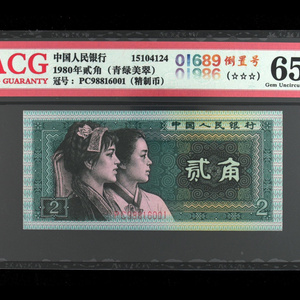 ACG
GUARANTY
中国人民银行 15104124
1980年贰角（青绿美翠）
冠号：PC98816001（精制币）
01689 倒置号
01986 （☆☆☆）
65
Gem Uncircu
中国人民银行
贰角
2 2